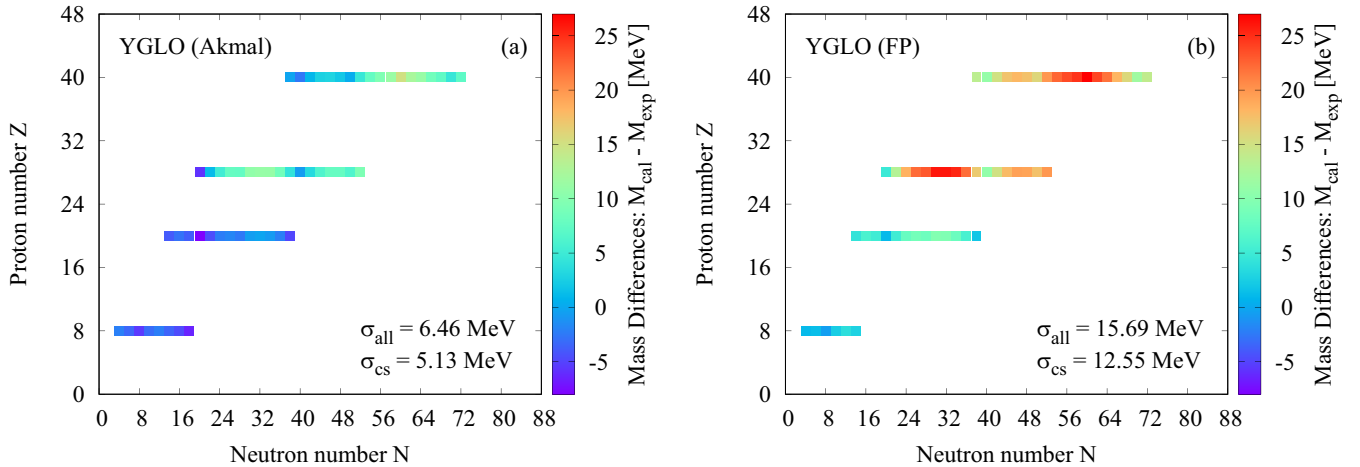 YGLO (Akmal)
(a)
σall = 6.46 MeV
σcs = 5.13 MeV
48
40
32
24
16
8
0
0 8 16 24 32 40 48 56 64 72 80 88
Proton number Z
Neutron number N
25
20
15
10
5
0
-5
Mass Differences: Mcal - Mexp [MeV]
YGLO (FP)
(b)
σall = 15.69 MeV
σcs = 12.55 MeV
48
40
32
24
16
8
0
0 8 16 24 32 40 48 56 64 72 80 88
Proton number Z
Neutron number N
25
20
15
10
5
0
-5
Mass Differences: Mcal - Mexp [MeV]